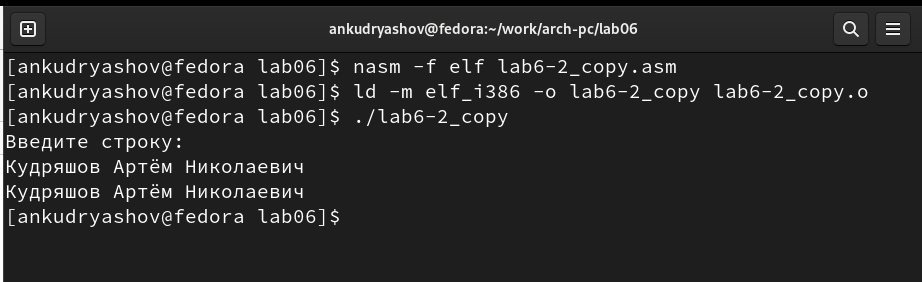 ankudryashov@fedora:~/work/arch-pc/lab06
[ankudryashov@fedora lab06]$ nasm -f elf lab6-2_copy.asm
[ankudryashov@fedora lab06]$ ld -m elf_i386 -o lab6-2_copy lab6-2_copy.o
[ankudryashov@fedora lab06]$ ./lab6-2_copy
Введите строку:
Кудряшов Артём Николаевич
Кудряшов Артём Николаевич
[ankudryashov@fedora lab06]$